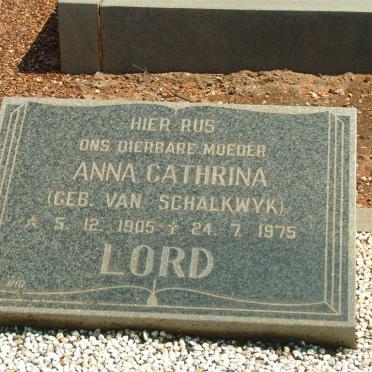 HIER RUS
ONS DIERBARE MOEDER
ANNA CATHRINA
(GEB. VAN SCHALKWYK)
☆ 5. 12. 1905 - † 24. 7. 1975
LORD